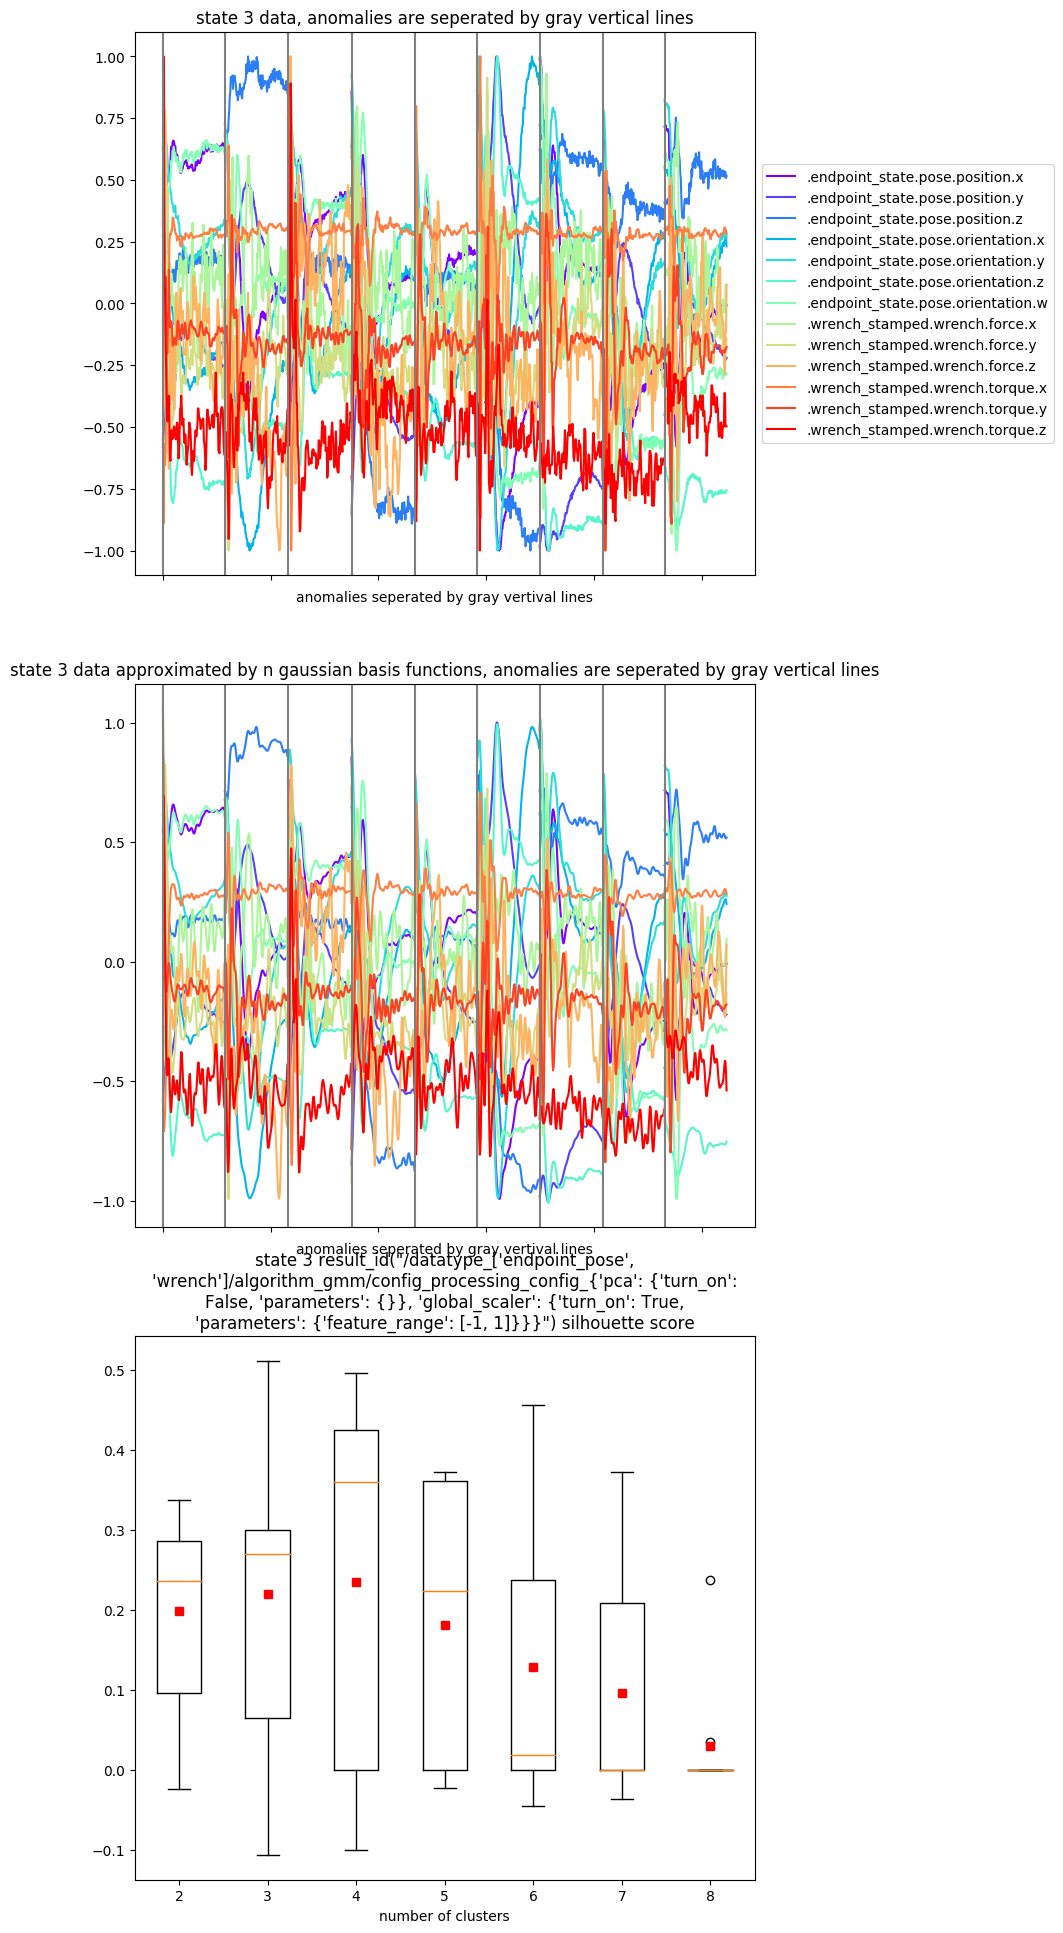 state 3 data, anomalies are seperated by gray vertical lines
1.00
0.75
0.50
0.25
0.00
−0.25
−0.50
−0.75
−1.00
.endpoint_state.pose.position.x
.endpoint_state.pose.position.y
.endpoint_state.pose.position.z
.endpoint_state.pose.orientation.x
.endpoint_state.pose.orientation.y
.endpoint_state.pose.orientation.z
.endpoint_state.pose.orientation.w
.wrench_stamped.wrench.force.x
.wrench_stamped.wrench.force.y
.wrench_stamped.wrench.force.z
.wrench_stamped.wrench.torque.x
.wrench_stamped.wrench.torque.y
.wrench_stamped.wrench.torque.z
anomalies seperated by gray vertival lines
state 3 data approximated by n gaussian basis functions, anomalies are seperated by gray vertical lines
1.0
0.5
0.0
−0.5
−1.0
anomalies seperated by gray vertival lines
state 3 result_id("/datatype_['endpoint_pose',
'wrench']/algorithm_gmm/config_processing_config_{'pca': {'turn_on':
False, 'parameters': {}}, 'global_scaler': {'turn_on': True,
'parameters': {'feature_range': [-1, 1]}}}") silhouette score
0.5
0.4
0.3
0.2
0.1
0.0
−0.1
2 3 4 5 6 7 8
number of clusters